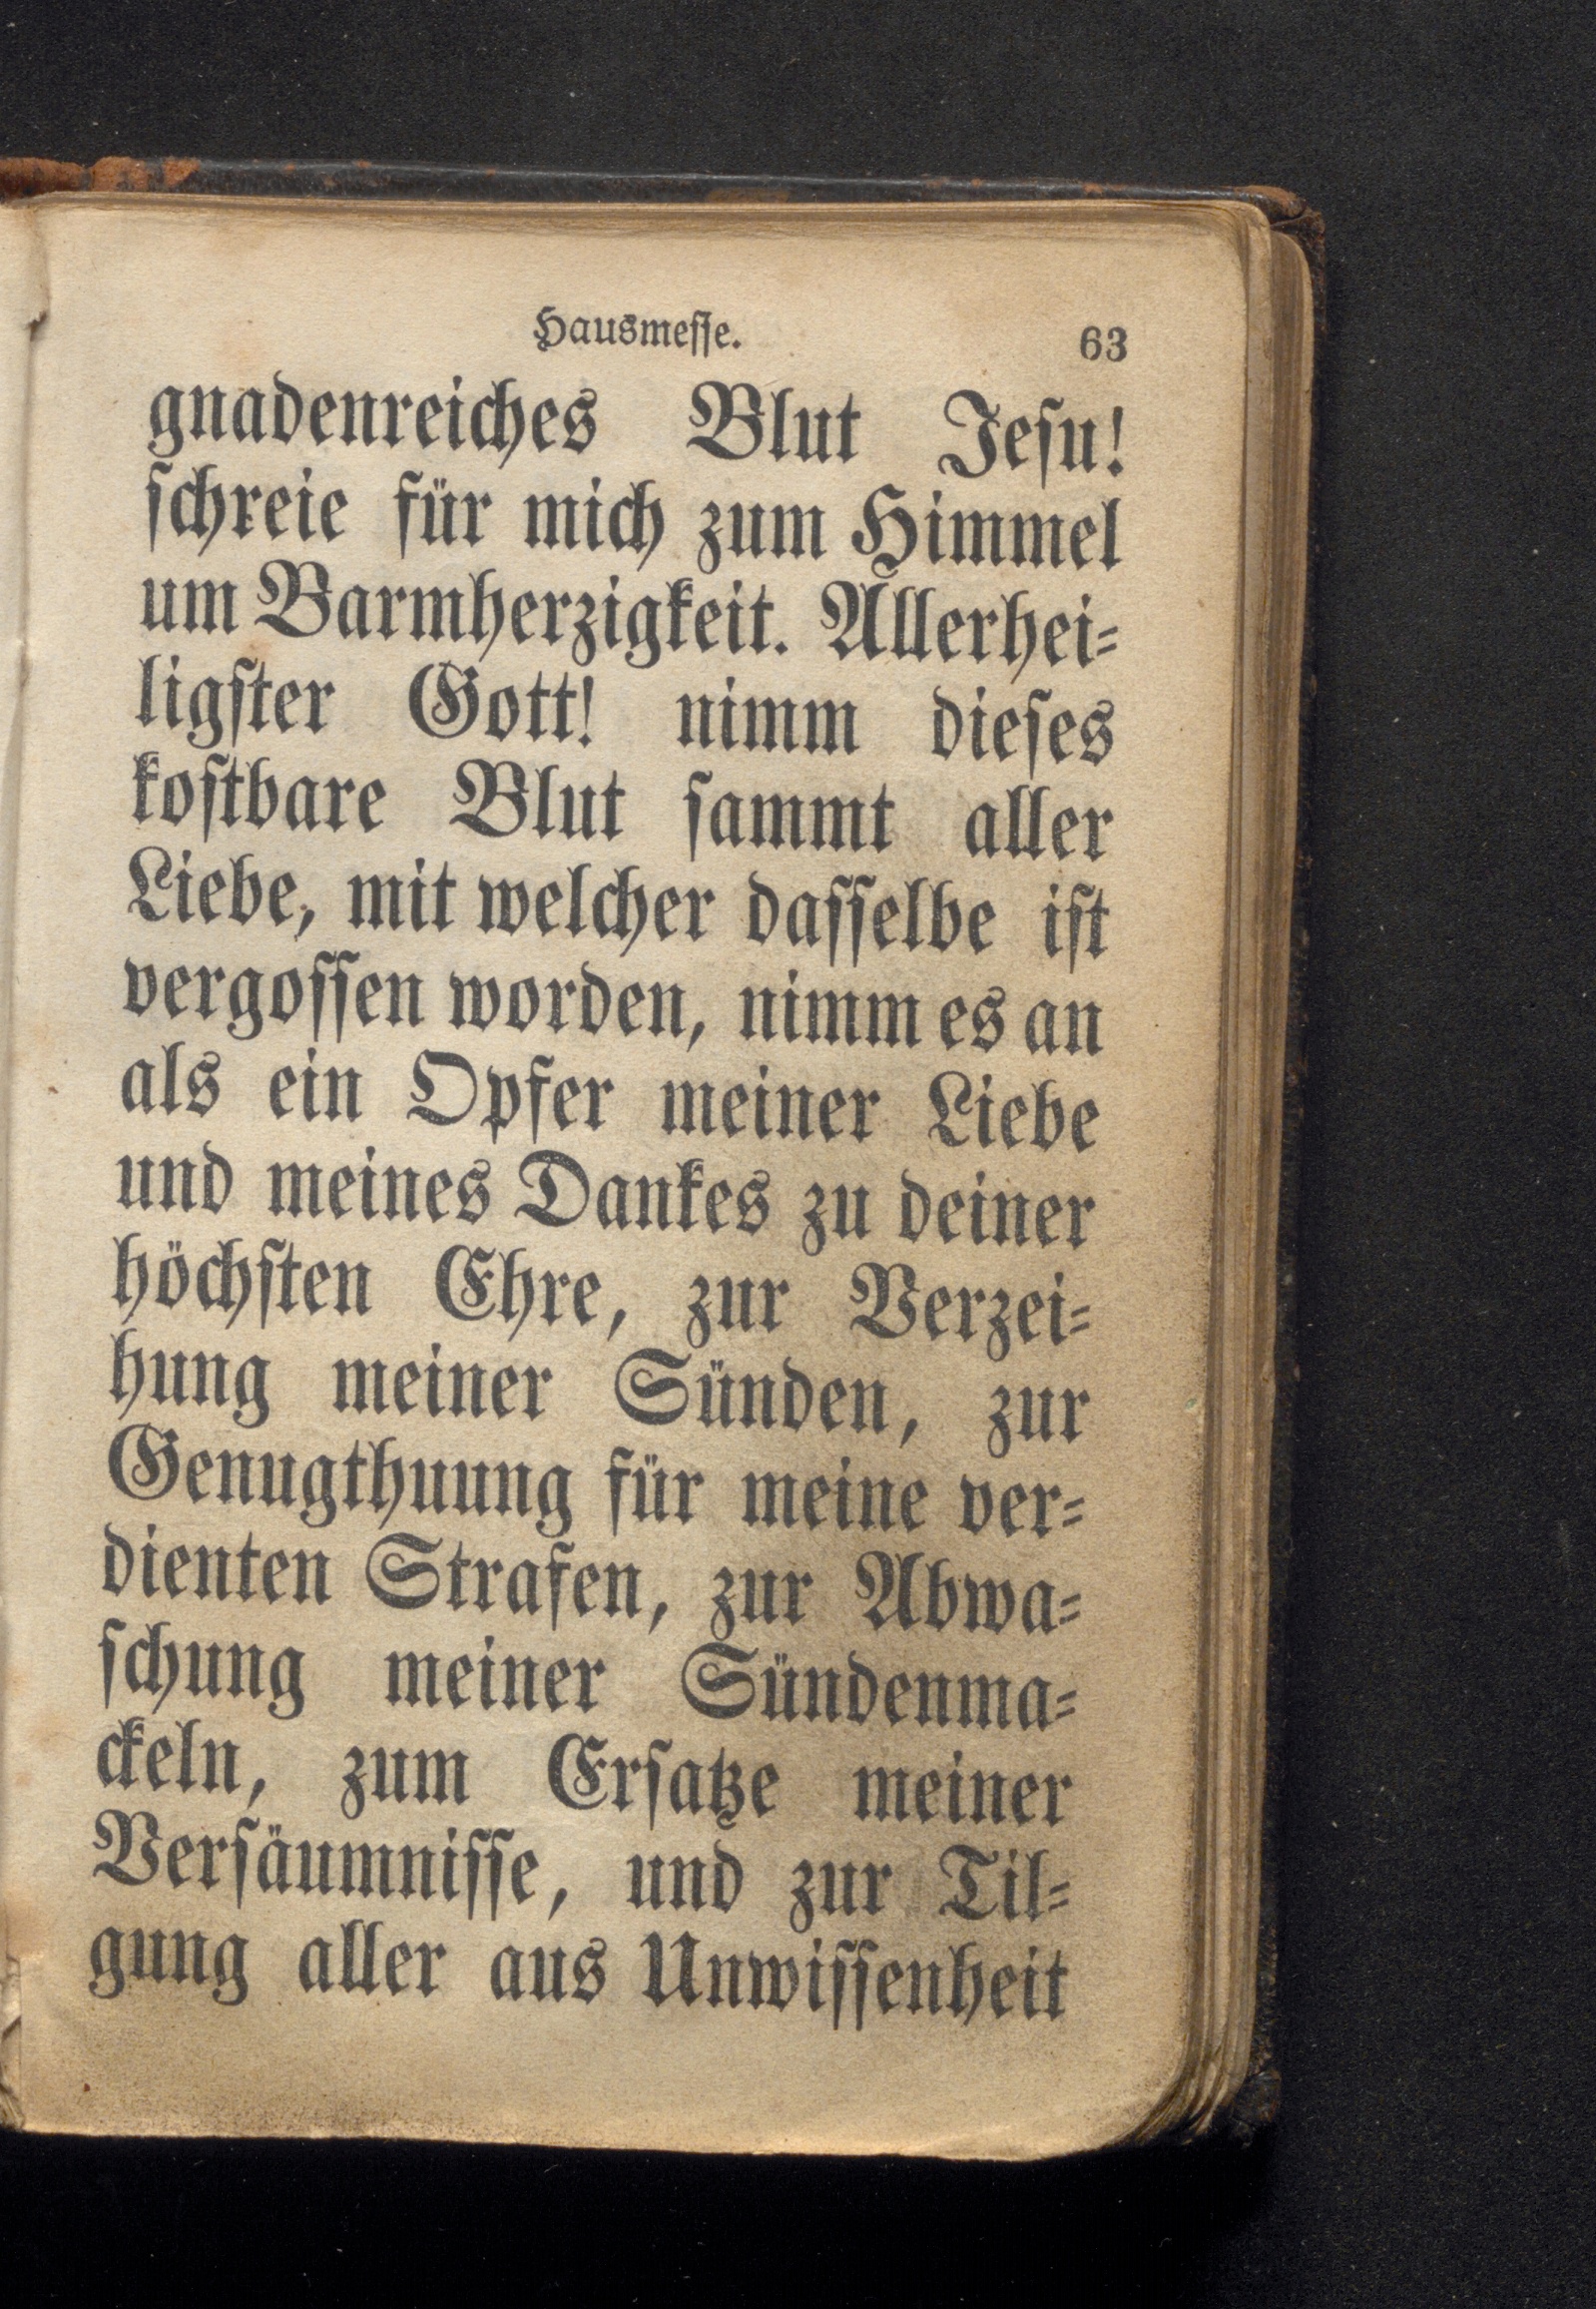 Hausmesse. 63
gnadenreiches Blut Jesu!
schreie für mich zum Himmel
um Barmherzigkeit. Allerhei=
ligster Gott! nimm dieses
kostbare Blut sammt aller
Liebe, mit welcher dasselbe ist
vergossen worden, nimm es an
als ein Opfer meiner Liebe
und meines Dankes zu deiner
höchsten Ehre, zur Verzei=
hung meiner Sünden, zur
Genugthuung für meine ver=
dienten Strafen, zur Abwa=
schung meiner Sündenma=
ckeln, zum Ersatze meiner
Versäumnisse, und zur Til=
gung aller aus Unwissenheit